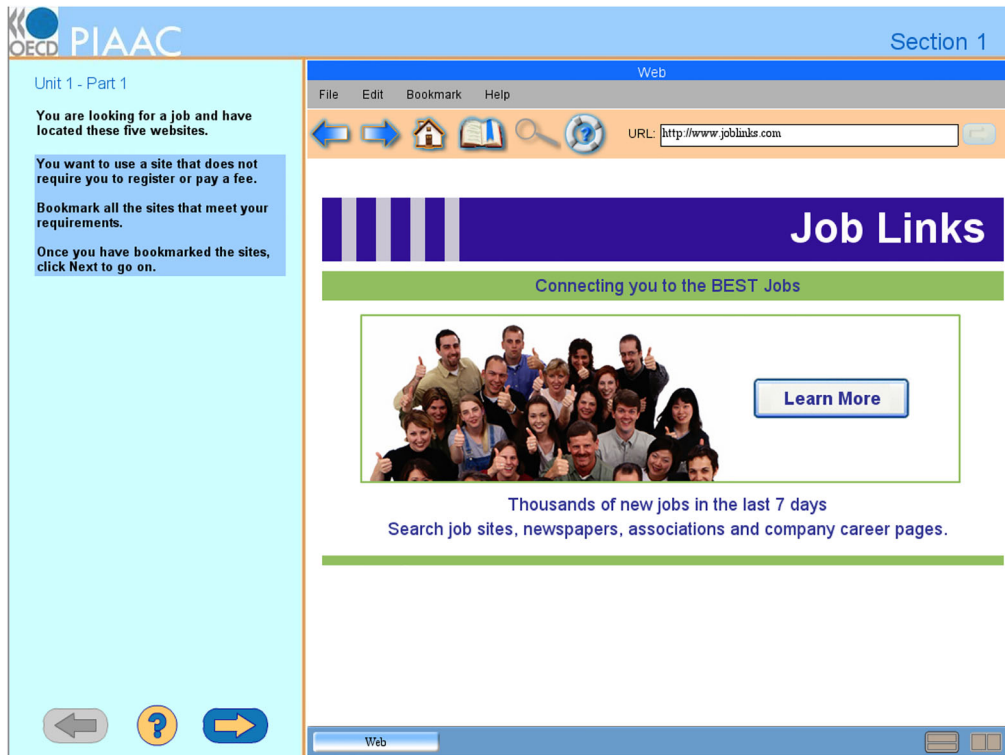 OECD PIAAC
Section 1
Unit 1 - Part 1
You are looking for a job and have
located these five websites.
You want to use a site that does not
require you to register or pay a fee.
Bookmark all the sites that meet your
requirements.
Once you have bookmarked the sites,
click Next to go on.
Web
File Edit Bookmark Help
URL: http://www.joblinks.com
Job Links
Connecting you to the BEST Jobs
Learn More
Thousands of new jobs in the last 7 days
Search job sites, newspapers, associations and company career pages.
Web